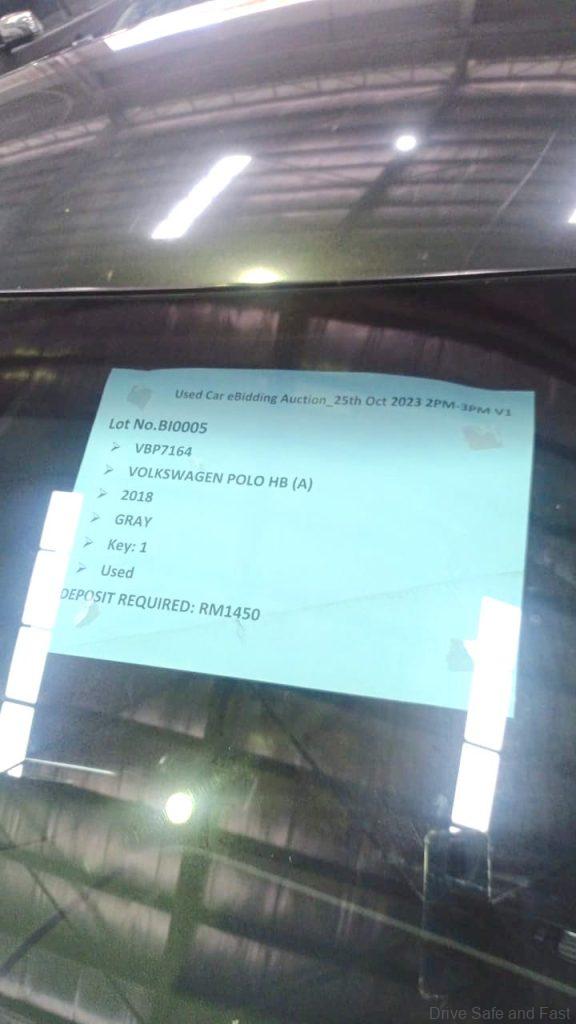 Used Car eBidding Auction_25th Oct 2023 2PM-3PM V1
Lot No.BI0005
➢ VBP7164
➢ VOLKSWAGEN POLO HB (A)
➢ 2018
➢ GRAY
➢ Key: 1
➢ Used
DEPOSIT REQUIRED: RM1450
Drive Safe and Fast